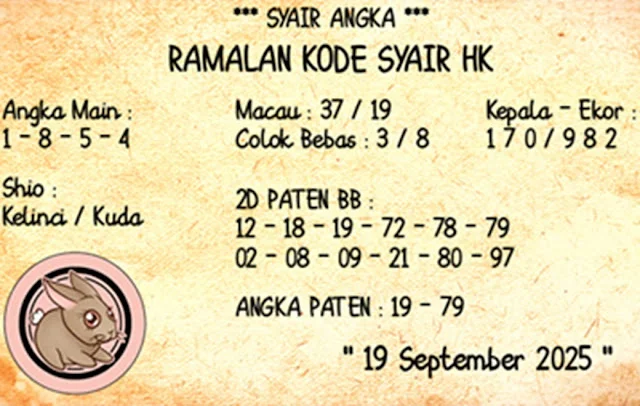 *** SYAIR ANGKA ***
RAMALAN KODE SYAIR HK
Angka Main :
1 - 8 - 5 - 4
Macau : 37 / 19
Colok Bebas : 3 / 8
Kepala - Ekor :
1 7 0 / 9 8 2
Shio :
Kelinci / Kuda
2D PATEN BB :
12 - 18 - 19 - 72 - 78 - 79
02 - 08 - 09 - 21 - 80 - 97
ANGKA PATEN : 19 - 79
" 19 September 2025 "